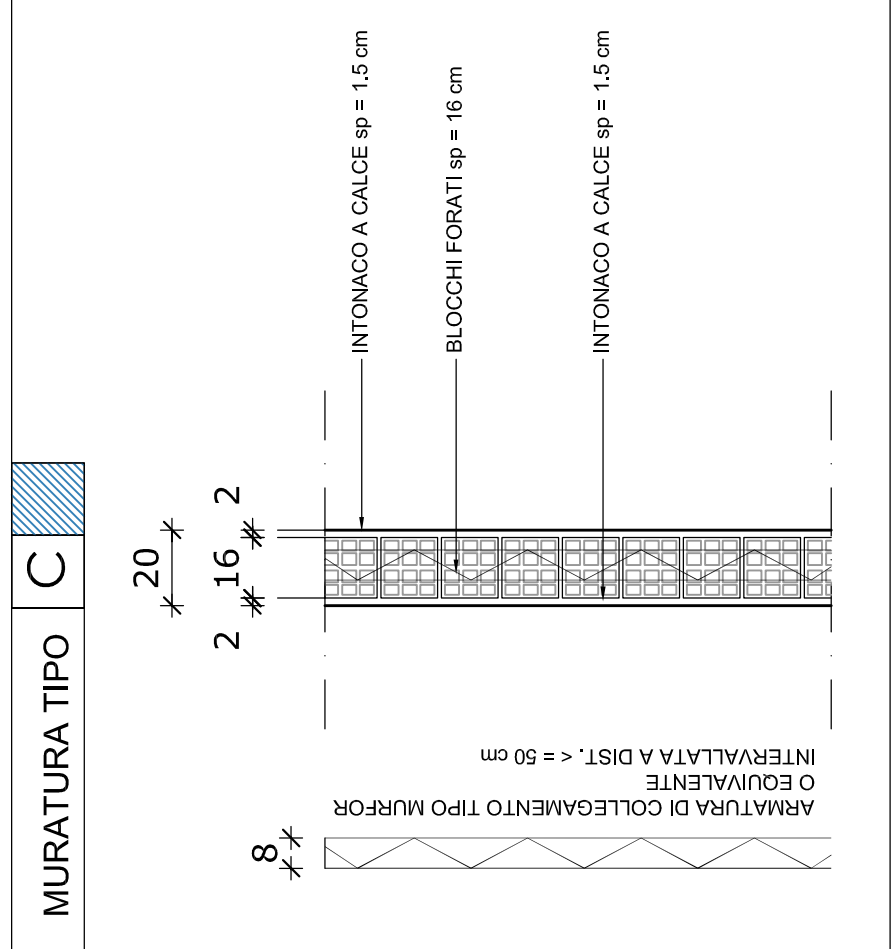 MURATURA TIPO C
INTONACO A CALCE sp = 1.5 cm
BLOCCHI FORATI sp = 16 cm
INTONACO A CALCE sp = 1.5 cm
20
2 16 2
8
ARMATURA DI COLLEGAMENTO TIPO MURFOR
O EQUIVALENTE
INTERVALLATA A DIST. < = 50 cm